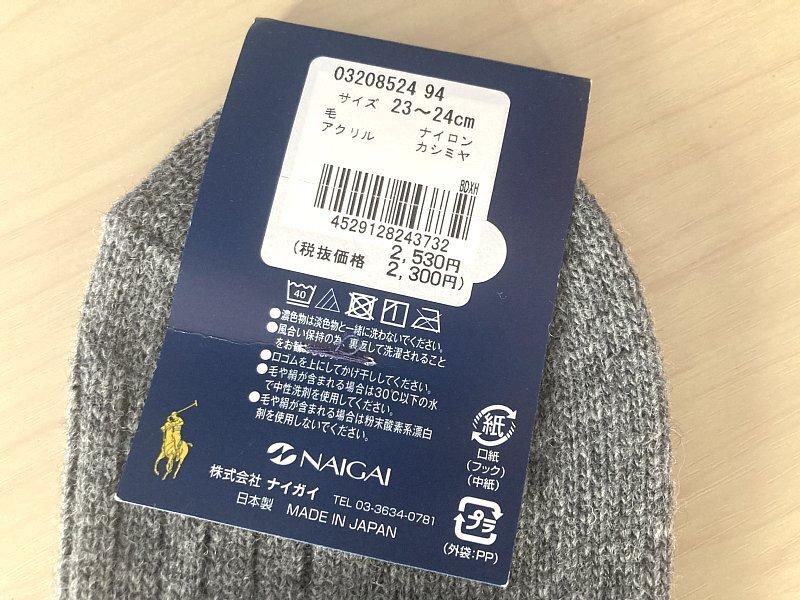 03208524 94
サイズ 23～24cm
毛 ナイロン
アクリル カシミヤ
BDXH
4529128243732
2,530円
(税抜価格 2,300円)
40
●濃色物は淡色物と一緒に洗わないでください。
●風合い保持の為、裏返して洗濯されること
をお
●口ゴムを上にしてかけ干ししてください。
●毛や絹が含まれる場合は30℃以下の水
で中性洗剤を使用してください。
●毛や絹が含まれる場合は粉末酸素系漂白
剤を使用しないでください。
NAIGAI
株式会社 ナイガイ TEL 03-3634-0781
日本製 MADE IN JAPAN
紙
口紙
(フック)
(中紙)
プラ
(外袋:PP)